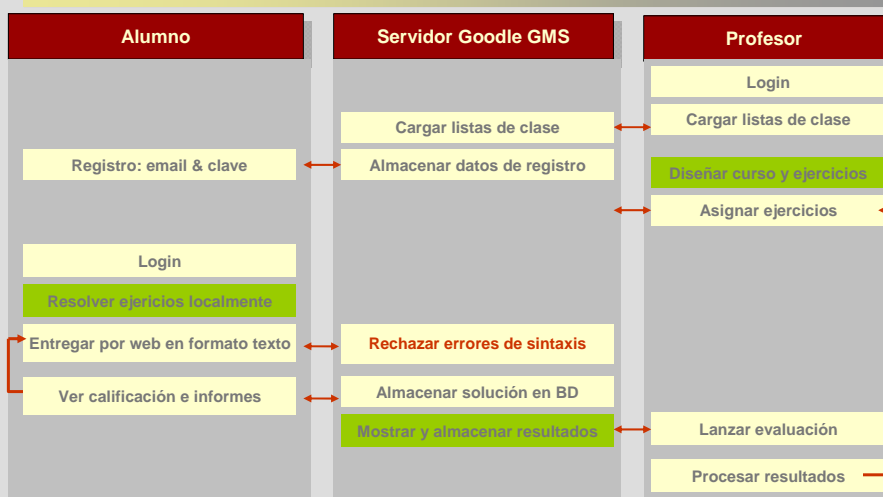 Alumno
Registro: email & clave
Login
Resolver ejericios localmente
Entregar por web en formato texto
Ver calificación e informes
Servidor Goodle GMS
Cargar listas de clase
Almacenar datos de registro
Rechazar errores de sintaxis
Almacenar solución en BD
Mostrar y almacenar resultados
Profesor
Login
Cargar listas de clase
Diseñar curso y ejercicios
Asignar ejercicios
Lanzar evaluación
Procesar resultados